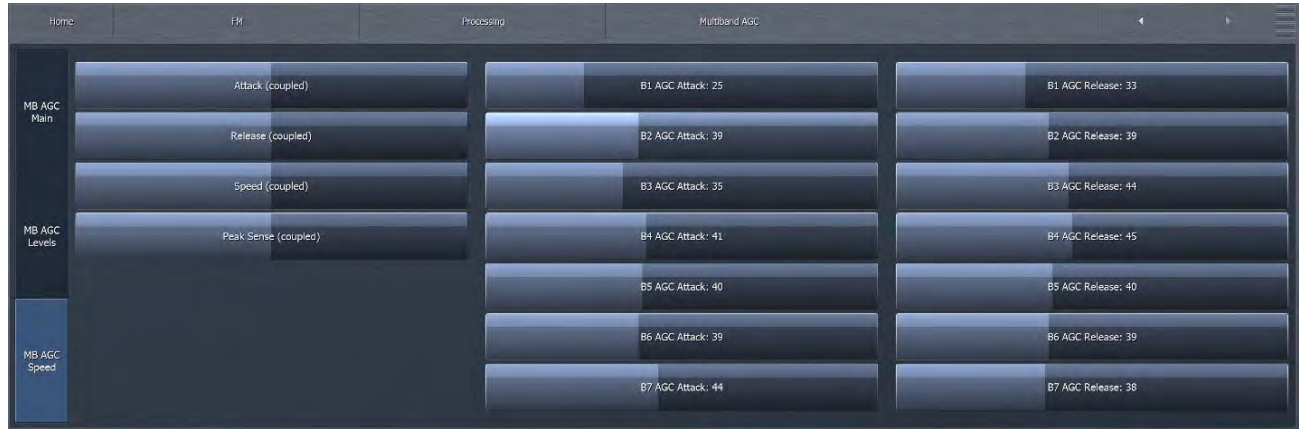 Home
FM
Processing
Multiband AGC
MB AGC
Main
MB AGC
Levels
MB AGC
Speed
Attack (coupled)
Release (coupled)
Speed (coupled)
Peak Sense (coupled)
B1 AGC Attack: 25
B2 AGC Attack: 39
B3 AGC Attack: 35
B4 AGC Attack: 41
B5 AGC Attack: 40
B6 AGC Attack: 39
B7 AGC Attack: 44
B1 AGC Release: 33
B2 AGC Release: 39
B3 AGC Release: 44
B4 AGC Release: 45
B5 AGC Release: 40
B6 AGC Release: 39
B7 AGC Release: 38